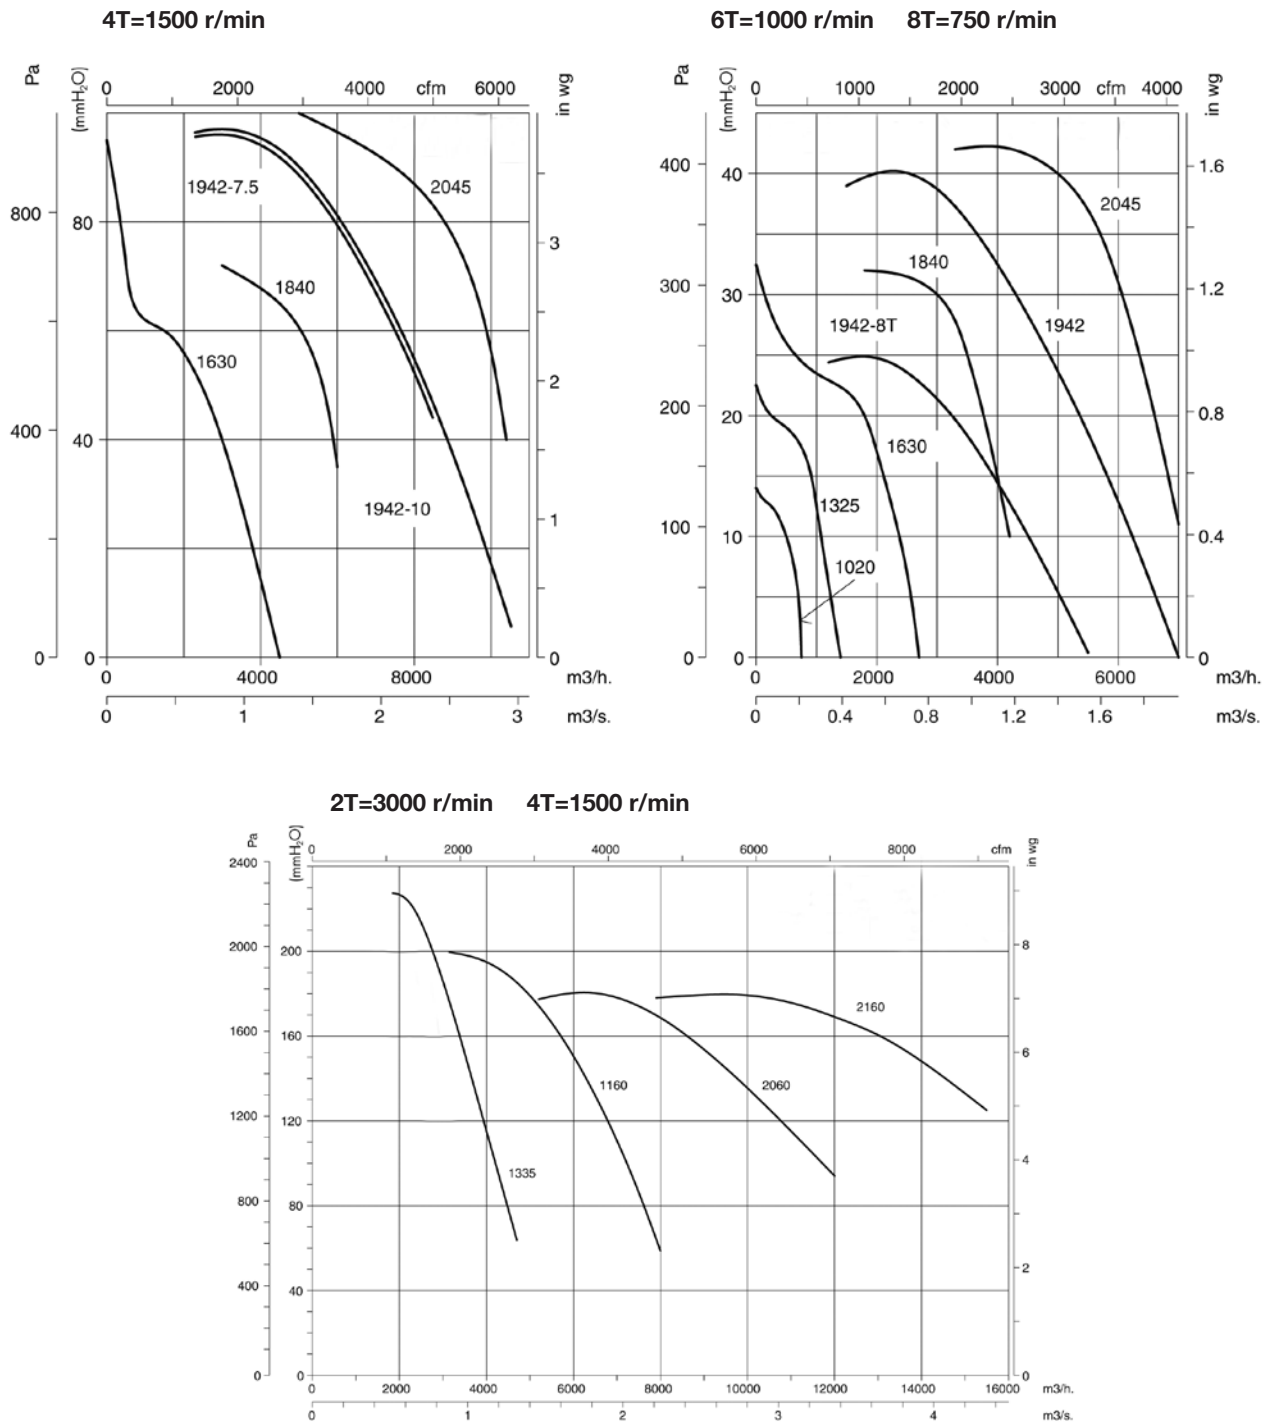 4T=1500 r/min
6T=1000 r/min 8T=750 r/min
Pa
(mmH2O)
0 2000 4000 cfm 6000
in wg
800
400
0
80
40
0
3
2
1
0
1942-7.5
2045
1840
1630
1942-10
0 4000 8000 m3/h.
0 1 2 3 m3/s.
Pa
(mmH2O)
0 1000 2000 cfm 3000 4000
in wg
400
300
200
100
0
40
30
20
10
0
1.6
1.2
0.8
0.4
0
2045
1840
1942-8T
1942
1630
1325
1020
0 2000 4000 6000 m3/h.
0 0.4 0.8 1.2 1.6 m3/s.
2T=3000 r/min 4T=1500 r/min
Pa
(mmH2O)
0 2000 4000 6000 8000 cfm
in wg
2400
2000
1600
1200
800
400
0
200
160
120
80
40
0
8
6
4
2
0
2160
1160
2060
1335
0 2000 4000 6000 8000 10000 12000 14000 16000 m3/h.
0 1 2 3 4 m3/s.